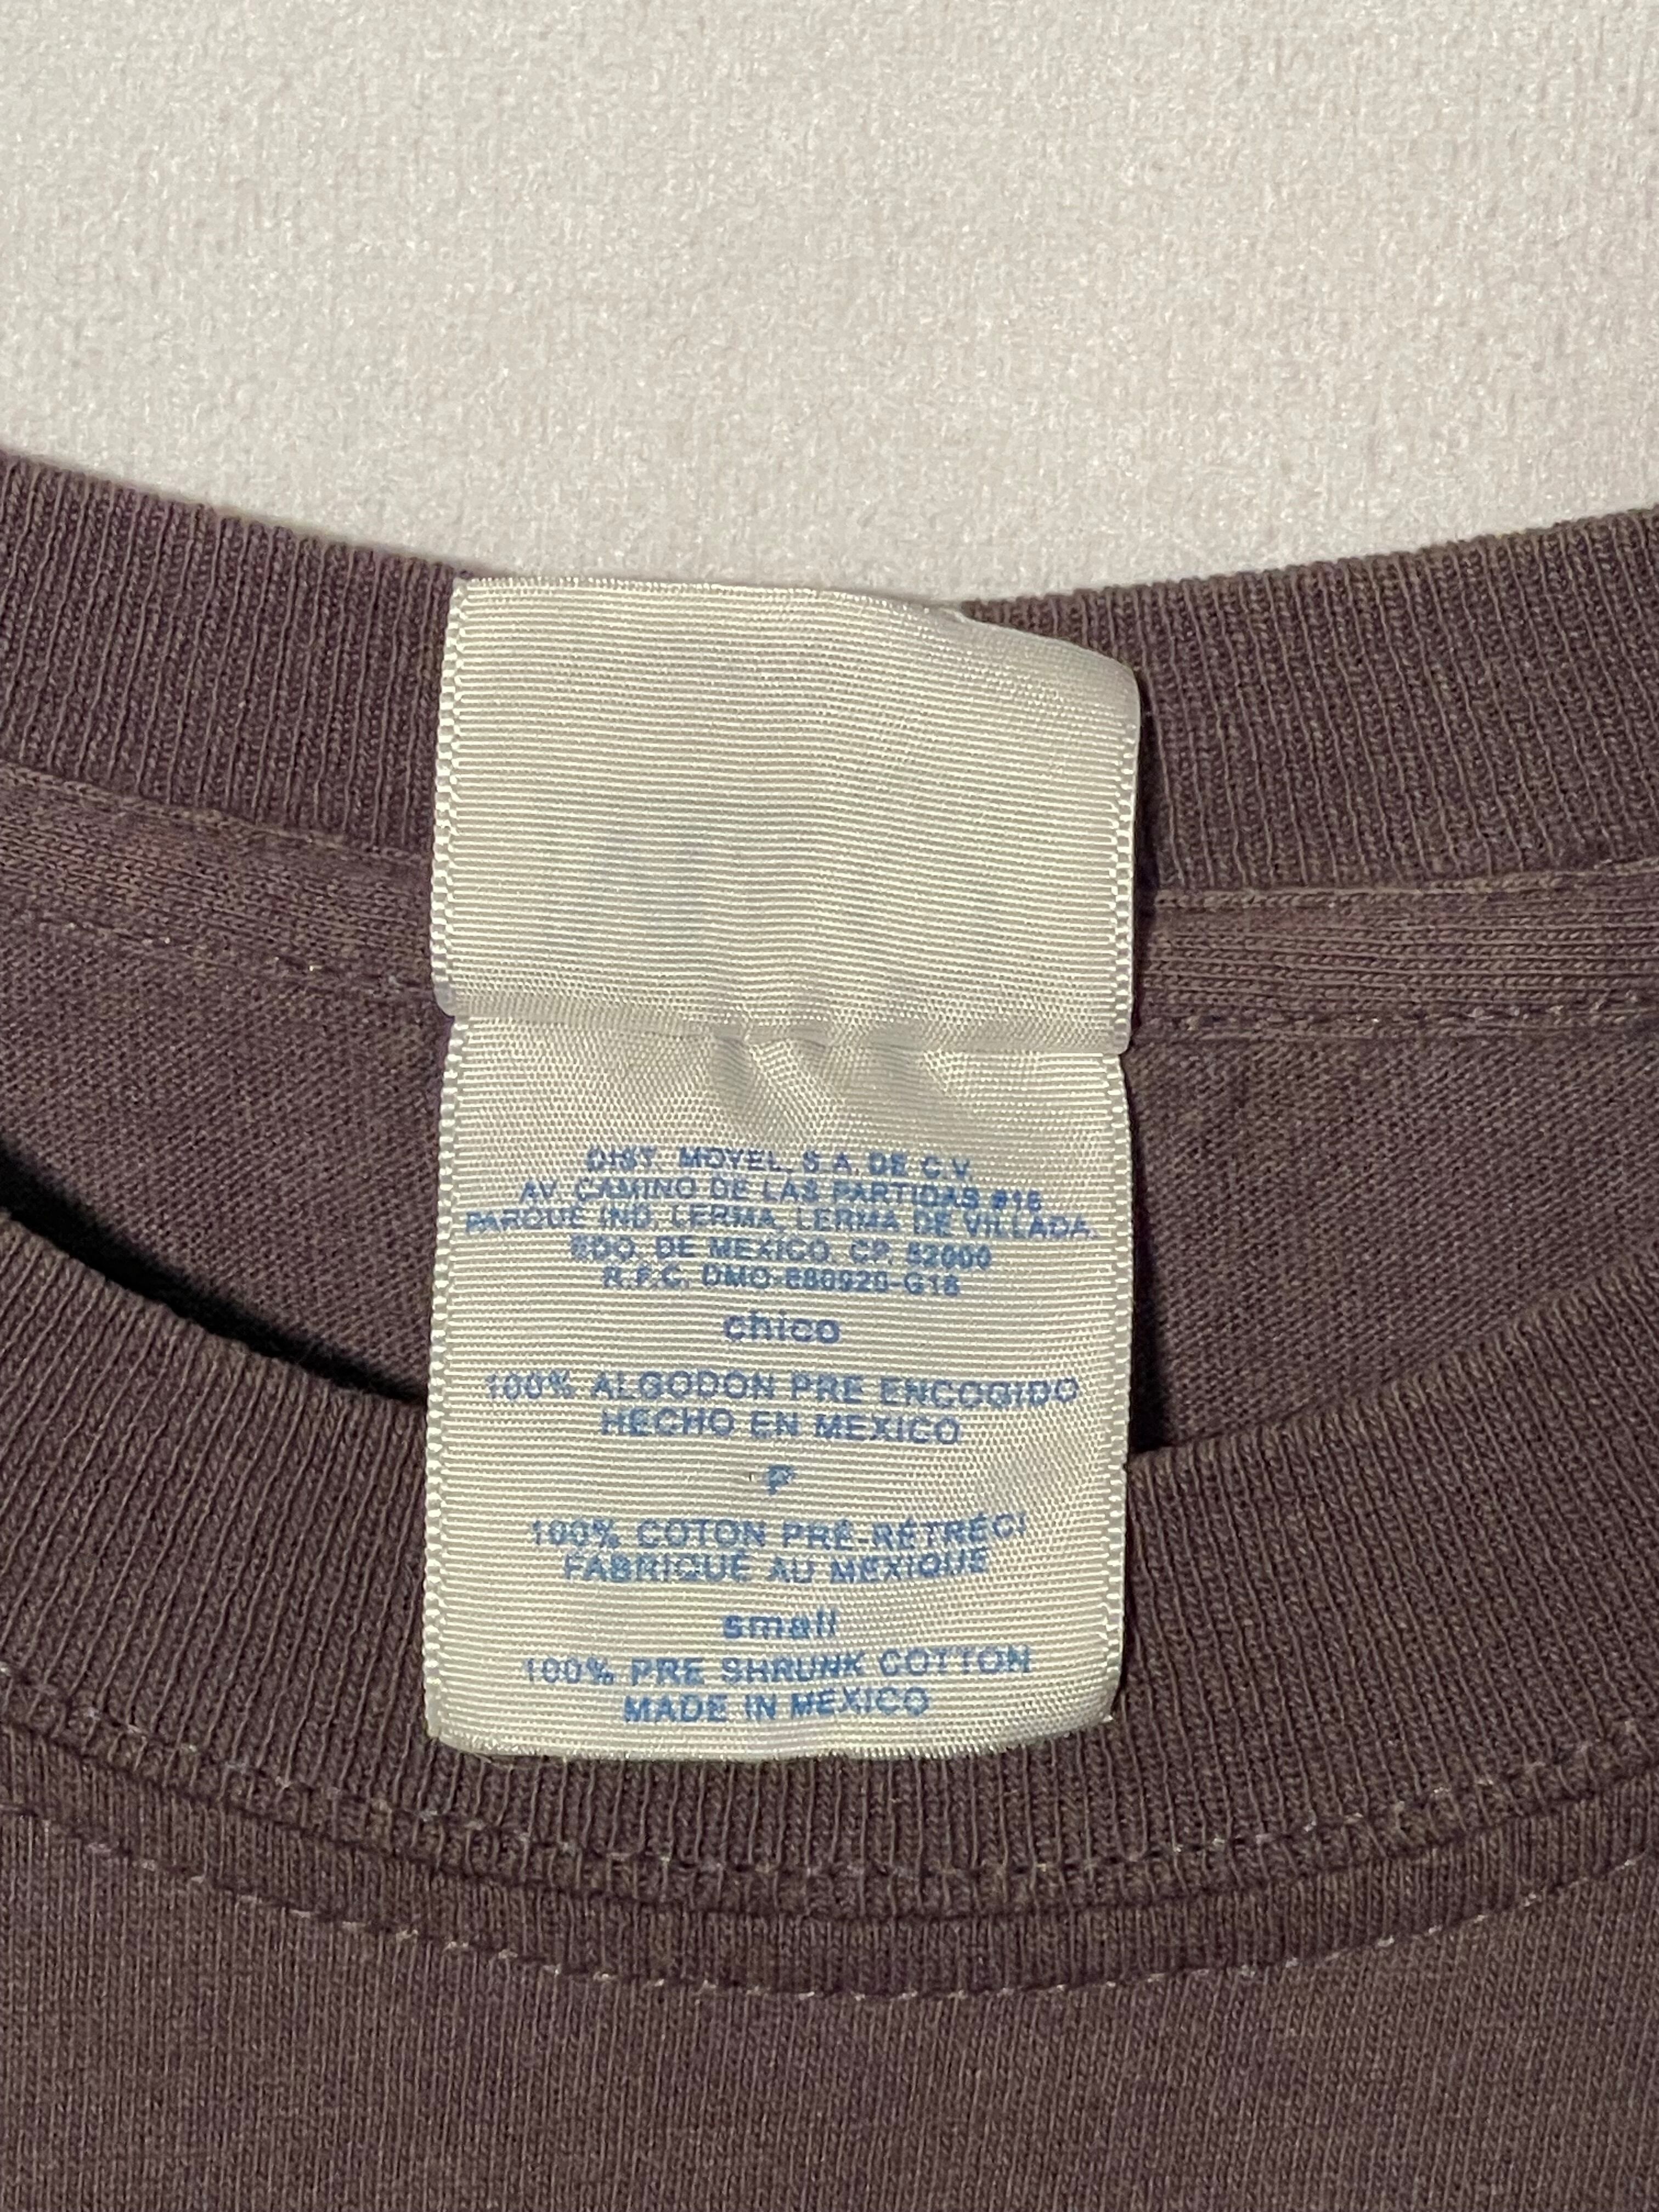 DIST. MOYEL, S.A. DE C.V.
AV. CAMINO DE LAS PARTIDAS #16
PARQUE IND. LERMA, LERMA DE VILLADA,
EDO. DE MEXICO, CP. 52000
R.F.C. DMO-880920-G18
chico
100% ALGODON PRE ENCOGIDO
HECHO EN MEXICO
P
100% COTON PRÉ-RÉTRÉCI
FABRIQUÉ AU MEXIQUE
small
100% PRE SHRUNK COTTON
MADE IN MEXICO